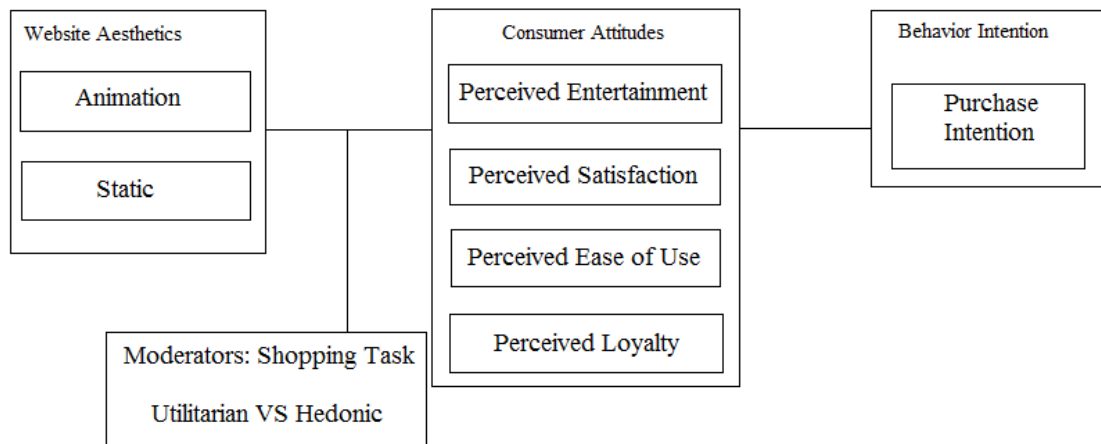 Website Aesthetics
Animation
Static
Consumer Attitudes
Perceived Entertainment
Perceived Satisfaction
Perceived Ease of Use
Perceived Loyalty
Behavior Intention
Purchase
Intention
Moderators: Shopping Task
Utilitarian VS Hedonic